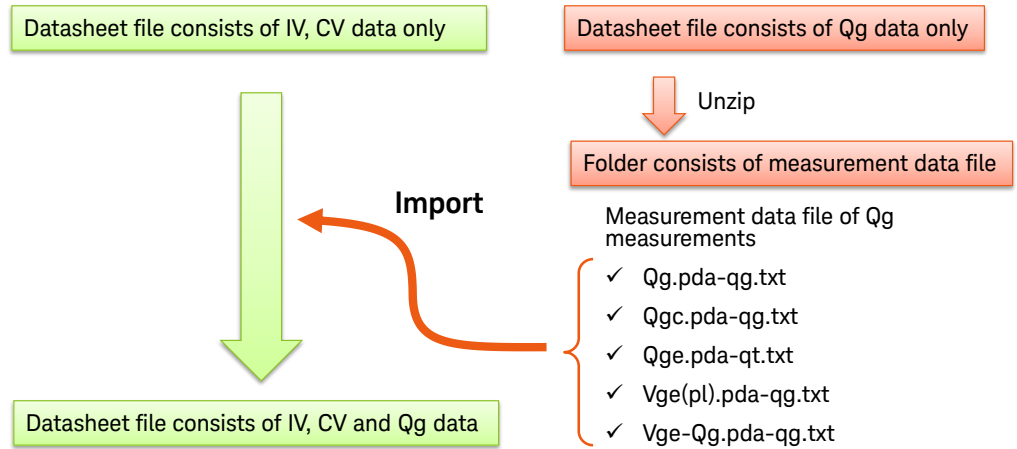 Datasheet file consists of IV, CV data only
Datasheet file consists of Qg data only
Unzip
Folder consists of measurement data file
Import
Measurement data file of Qg
measurements
✓ Qg.pda-qg.txt
✓ Qgc.pda-qg.txt
✓ Qge.pda-qt.txt
✓ Vge(pl).pda-qg.txt
✓ Vge-Qg.pda-qg.txt
Datasheet file consists of IV, CV and Qg data